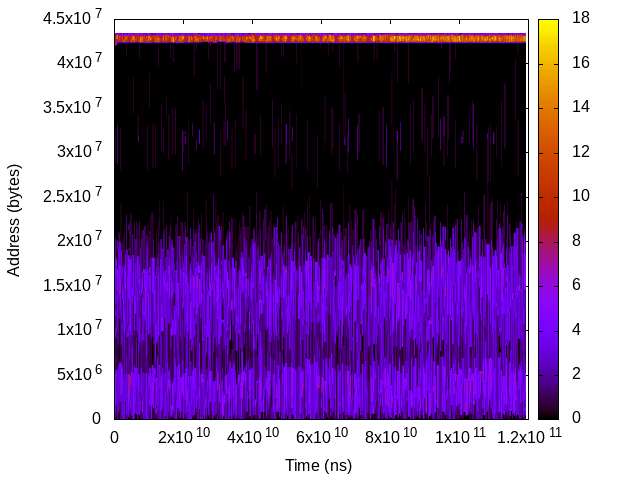 4.5x10^7
4x10^7
3.5x10^7
3x10^7
2.5x10^7
2x10^7
1.5x10^7
1x10^7
5x10^6
0
Address (bytes)
0 2x10^10 4x10^10 6x10^10 8x10^10 1x10^11 1.2x10^11
Time (ns)
18
16
14
12
10
8
6
4
2
0